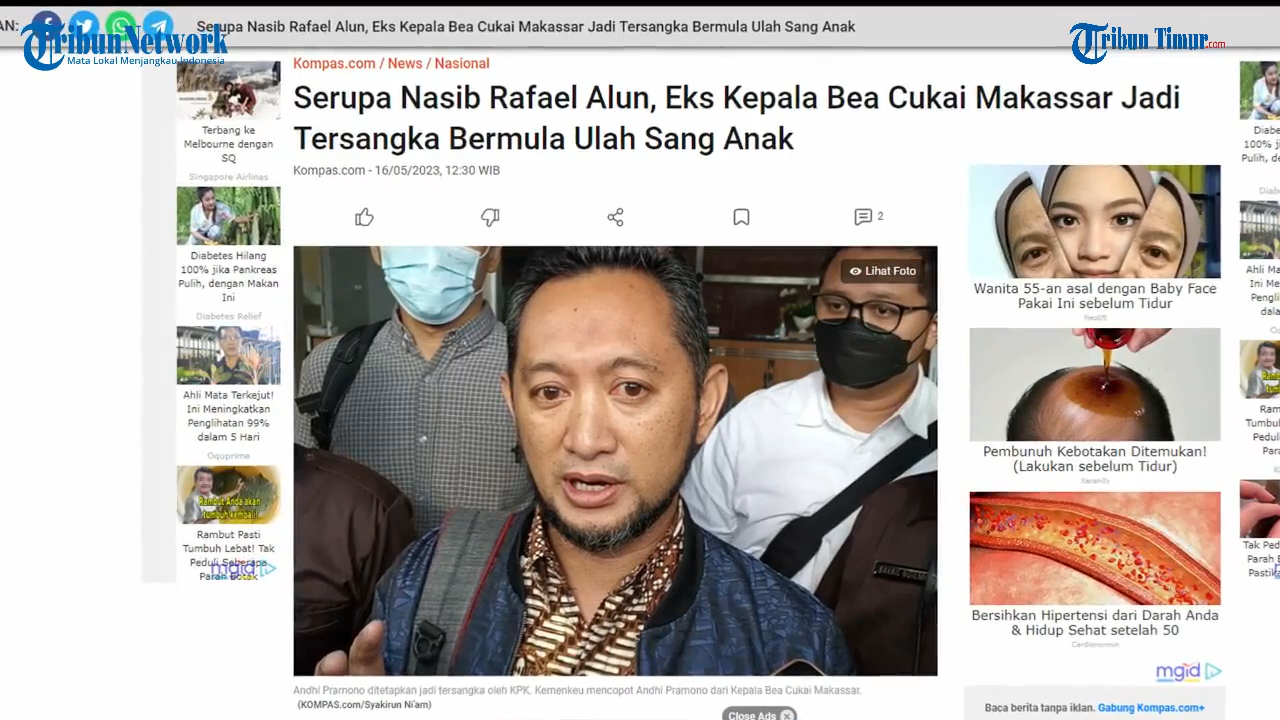 AN:
Serupa Nasib Rafael Alun, Eks Kepala Bea Cukai Makassar Jadi Tersangka Bermula Ulah Sang Anak
Tribun Network
Mata Lokal Menjangkau Indonesia
Tribun Timur.com
Kompas.com / News / Nasional
Serupa Nasib Rafael Alun, Eks Kepala Bea Cukai Makassar Jadi
Tersangka Bermula Ulah Sang Anak
Kompas.com - 16/05/2023, 12:30 WIB
2
Lihat Foto
Andhi Pramono ditetapkan jadi tersangka oleh KPK. Kemenkeu mencopot Andhi Pramono dari Kepala Bea Cukai Makassar.
(KOMPAS.com/Syakirun Ni'am)
Close Ads
Terbang ke
Melbourne dengan
SQ
Singapore Airlines
Diabetes Hilang
100% jika Pankreas
Pulih, dengan Makan
Ini
Diabetes Relief
Ahli Mata Terkejut!
Ini Meningkatkan
Penglihatan 99%
dalam 5 Hari
Oquprime
Rambut Anda akan
tumbuh kembali!
Rambut Pasti
Tumbuh Lebat! Tak
Peduli Seberapa
Parah Botak
mgid
Wanita 55-an asal dengan Baby Face
Pakai Ini sebelum Tidur
Pembunuh Kebotakan Ditemukan!
(Lakukan sebelum Tidur)
Bersihkan Hipertensi dari Darah Anda
& Hidup Sehat setelah 50
mgid
Baca berita tanpa iklan. Gabung Kompas.com+